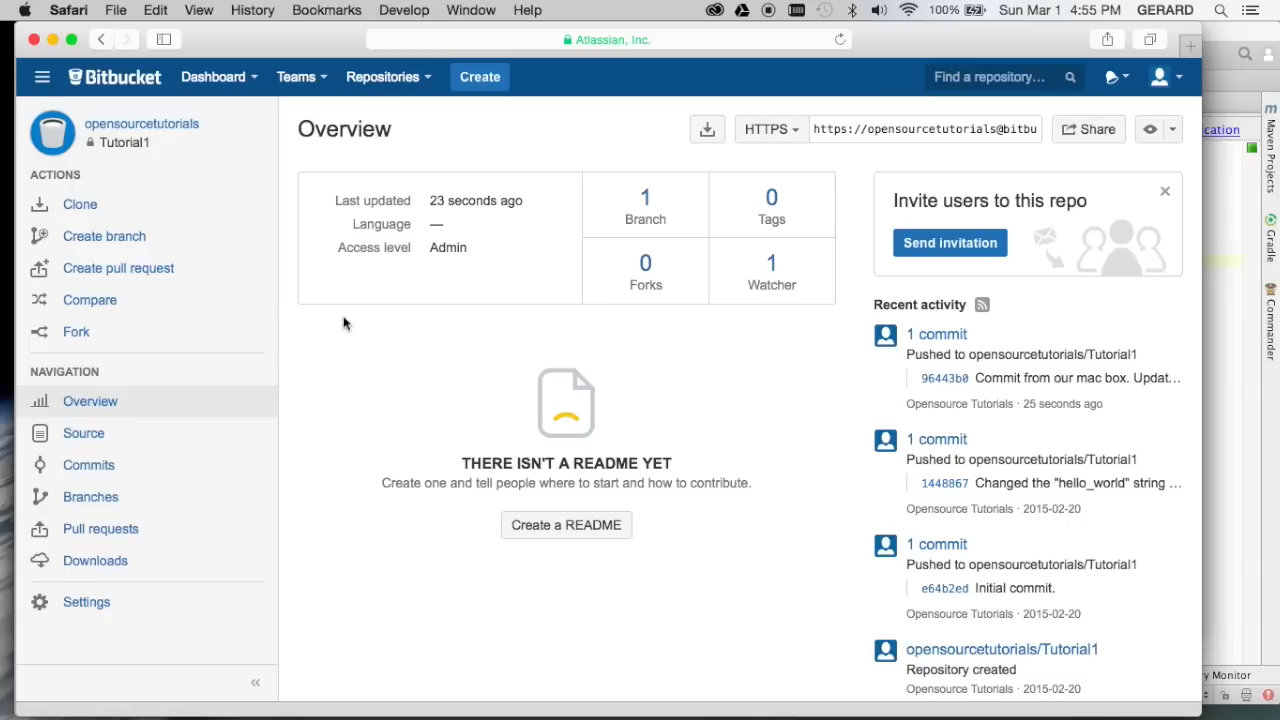 Safari File Edit View History Bookmarks Develop Window Help 100% Sun Mar 1 4:55 PM GERARD
Atlassian, Inc.
Bitbucket Dashboard Teams Repositories Create Find a repository...
opensourcetutorials
Tutorial1
ACTIONS
Clone
Create branch
Create pull request
Compare
Fork
NAVIGATION
Overview
Source
Commits
Branches
Pull requests
Downloads
Settings
Overview
HTTPS https://opensourcetutorials@bitbu Share
Last updated 23 seconds ago
Language —
Access level Admin
1 Branch
0 Tags
0 Forks
1 Watcher
THERE ISN'T A README YET
Create one and tell people where to start and how to contribute.
Create a README
Invite users to this repo
Send invitation
Recent activity
1 commit
Pushed to opensourcetutorials/Tutorial1
96443b0 Commit from our mac box. Updat...
Opensource Tutorials · 25 seconds ago
1 commit
Pushed to opensourcetutorials/Tutorial1
1448867 Changed the "hello_world" string ...
Opensource Tutorials · 2015-02-20
1 commit
Pushed to opensourcetutorials/Tutorial1
e64b2ed Initial commit.
Opensource Tutorials · 2015-02-20
opensourcetutorials/Tutorial1
Repository created
Opensource Tutorials · 2015-02-20
cation
m
Maven Projects
Gradle
Commander
ry Monitor